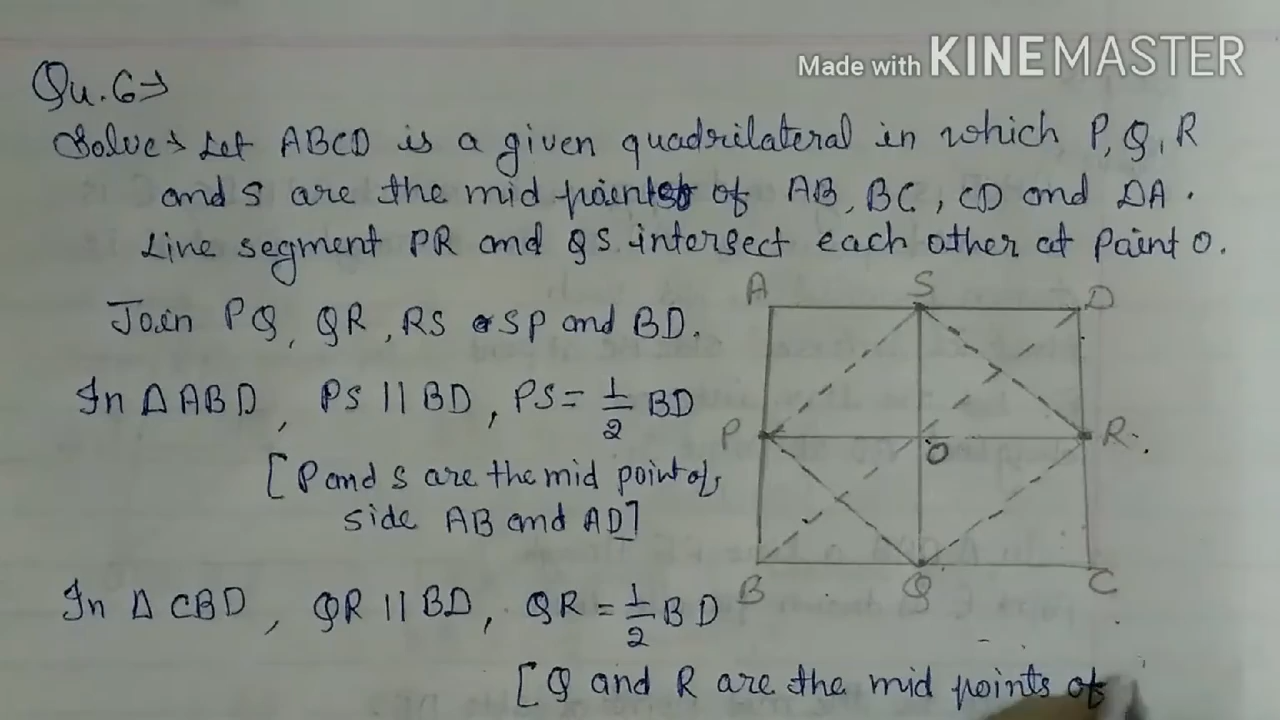 Made with KINEMASTER
Qu.6→
Solve→ Let ABCD is a given quadrilateral in which P, Q, R
and S are the mid points of AB, BC, CD and DA.
Line segment PR and QS intersect each other at Paint O.
Join PQ, QR, RS SP and BD.
In △ABD, PS || BD, PS = 1/2 BD
[P and S are the mid point of
side AB and AD]
In △CBD, QR || BD, QR = 1/2 BD
[Q and R are the mid points of
A S D
P O R
B Q C